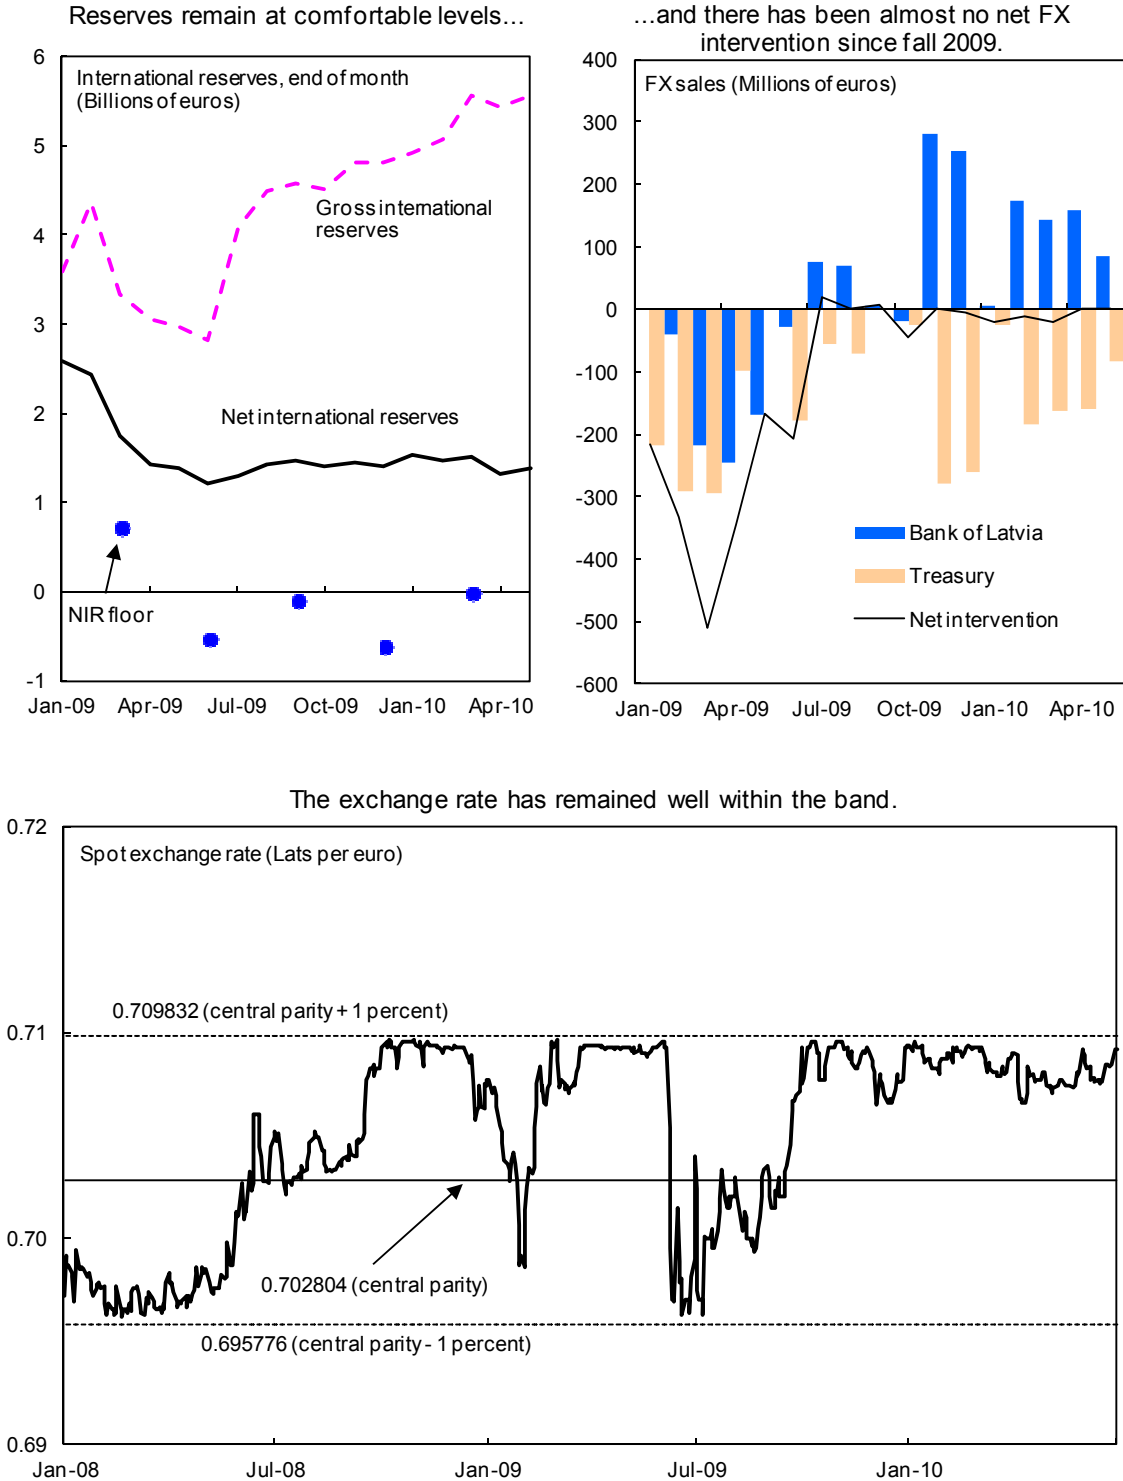 Reserves remain at comfortable levels…
6
International reserves, end of month
(Billions of euros)
5
Gross international
reserves
4
3
2
Net international reserves
1
0
NIR floor
-1
Jan-09 Apr-09 Jul-09 Oct-09 Jan-10 Apr-10
…and there has been almost no net FX
intervention since fall 2009.
400
FX sales (Millions of euros)
300
200
100
0
-100
-200
-300
-400
Bank of Latvia
Treasury
-500
Net intervention
-600
Jan-09 Apr-09 Jul-09 Oct-09 Jan-10 Apr-10
The exchange rate has remained well within the band.
0.72
Spot exchange rate (Lats per euro)
0.709832 (central parity + 1 percent)
0.71
0.70
0.702804 (central parity)
0.695776 (central parity - 1 percent)
0.69
Jan-08 Jul-08 Jan-09 Jul-09 Jan-10